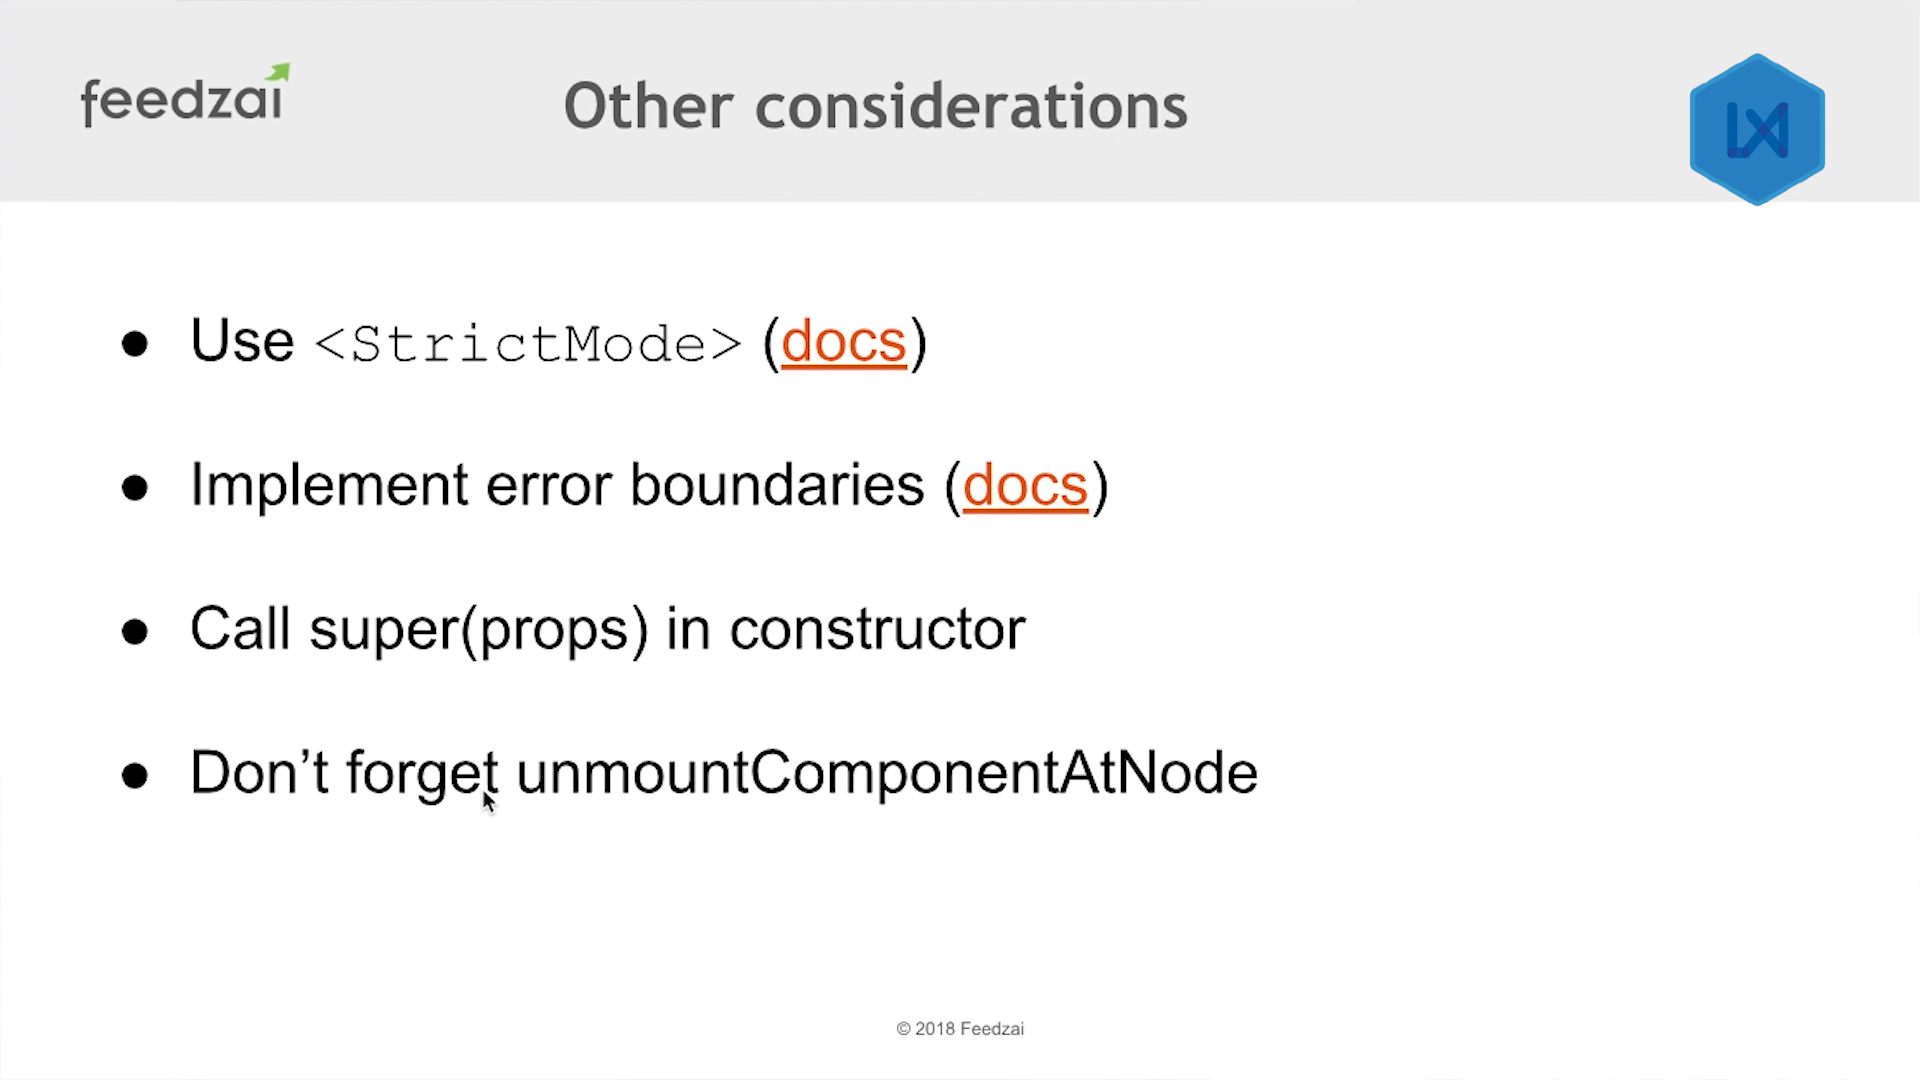 feedzai
Other considerations
● Use <StrictMode> (docs)
● Implement error boundaries (docs)
● Call super(props) in constructor
● Don’t forget unmountComponentAtNode
© 2018 Feedzai